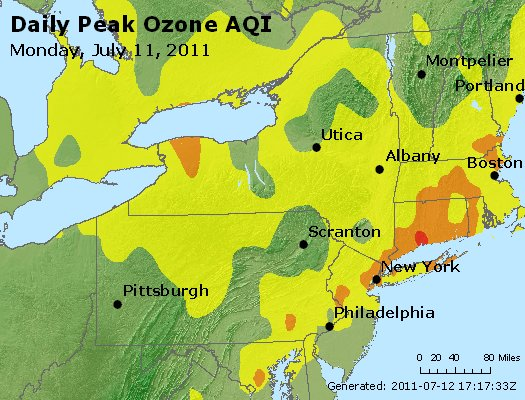 Daily Peak Ozone AQI
Monday, July 11, 2011
Montpelier
Portland
Utica
Albany
Boston
Scranton
New York
Pittsburgh
Philadelphia
0 20 40 80 Miles
Generated: 2011-07-12 17:17:33Z